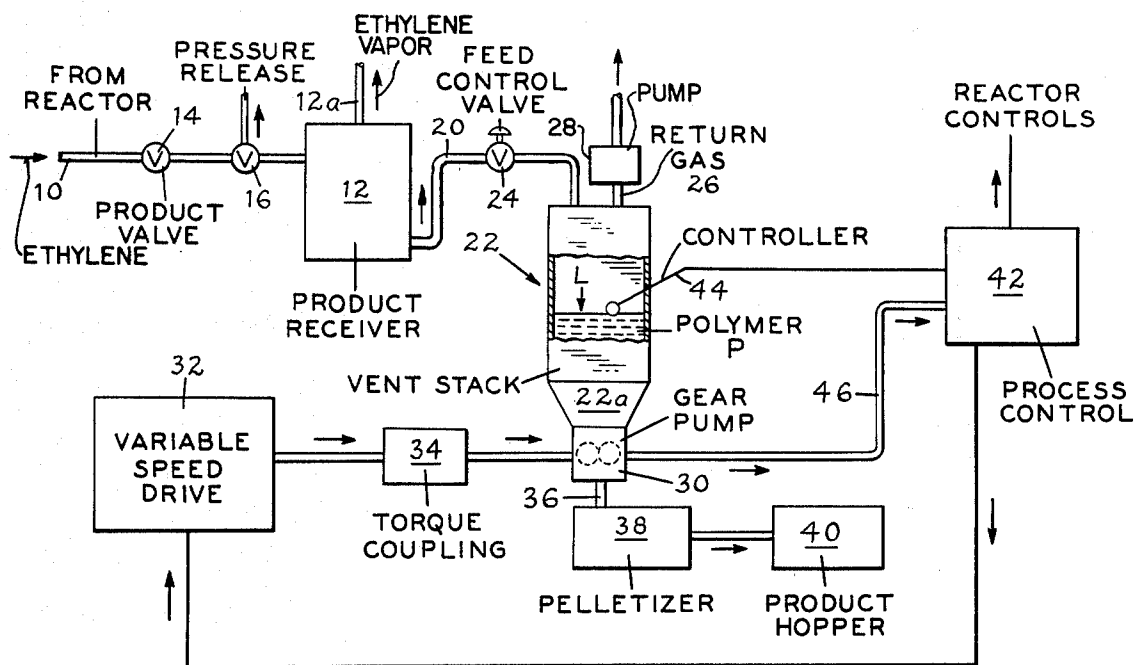 ETHYLENE
VAPOR
PRESSURE
RELEASE
FEED
CONTROL
VALVE
PUMP
FROM
REACTOR
12a
28
REACTOR
CONTROLS
14
20
RETURN
GAS
26
V
V
V
10
16
12
24
PRODUCT
VALVE
ETHYLENE
22
CONTROLLER
44
42
L
PRODUCT
RECEIVER
POLYMER
P
VENT STACK
32
22a
GEAR
PUMP
46
PROCESS
CONTROL
VARIABLE
SPEED
DRIVE
34
30
36
TORQUE
COUPLING
38
40
PELLETIZER
PRODUCT
HOPPER